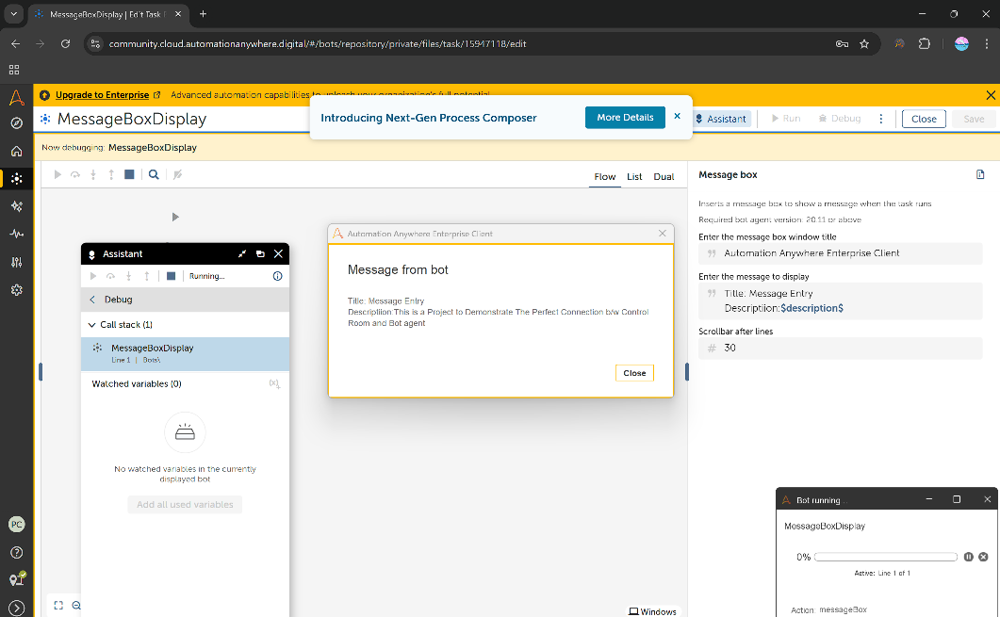 MessageBoxDisplay | Edit Task
community.cloud.automationanywhere.digital/#/bots/repository/private/files/task/15947118/edit
Upgrade to Enterprise Advanced automation capabilities to unleash your organization's full potential
MessageBoxDisplay
Introducing Next-Gen Process Composer
More Details
Assistant
Run
Debug
Close
Save
Now debugging: MessageBoxDisplay
Flow
List
Dual
Message box
Inserts a message box to show a message when the task runs
Required bot agent version: 20.11 or above
Enter the message box window title
Automation Anywhere Enterprise Client
Enter the message to display
Title: Message Entry
Description:$description$
Scrollbar after lines
# 30
Automation Anywhere Enterprise Client
Message from bot
Title: Message Entry
Descriptiion:This is a Project to Demonstrate The Perfect Connection b/w Control
Room and Bot agent
Close
Assistant
Running...
Debug
Call stack (1)
MessageBoxDisplay
Line 1 | Bots\
Watched variables (0)
(x)
No watched variables in the currently
displayed bot
Add all used variables
Windows
PC
Bot running...
MessageBoxDisplay
0%
Active: Line 1 of 1
Action: messageBox